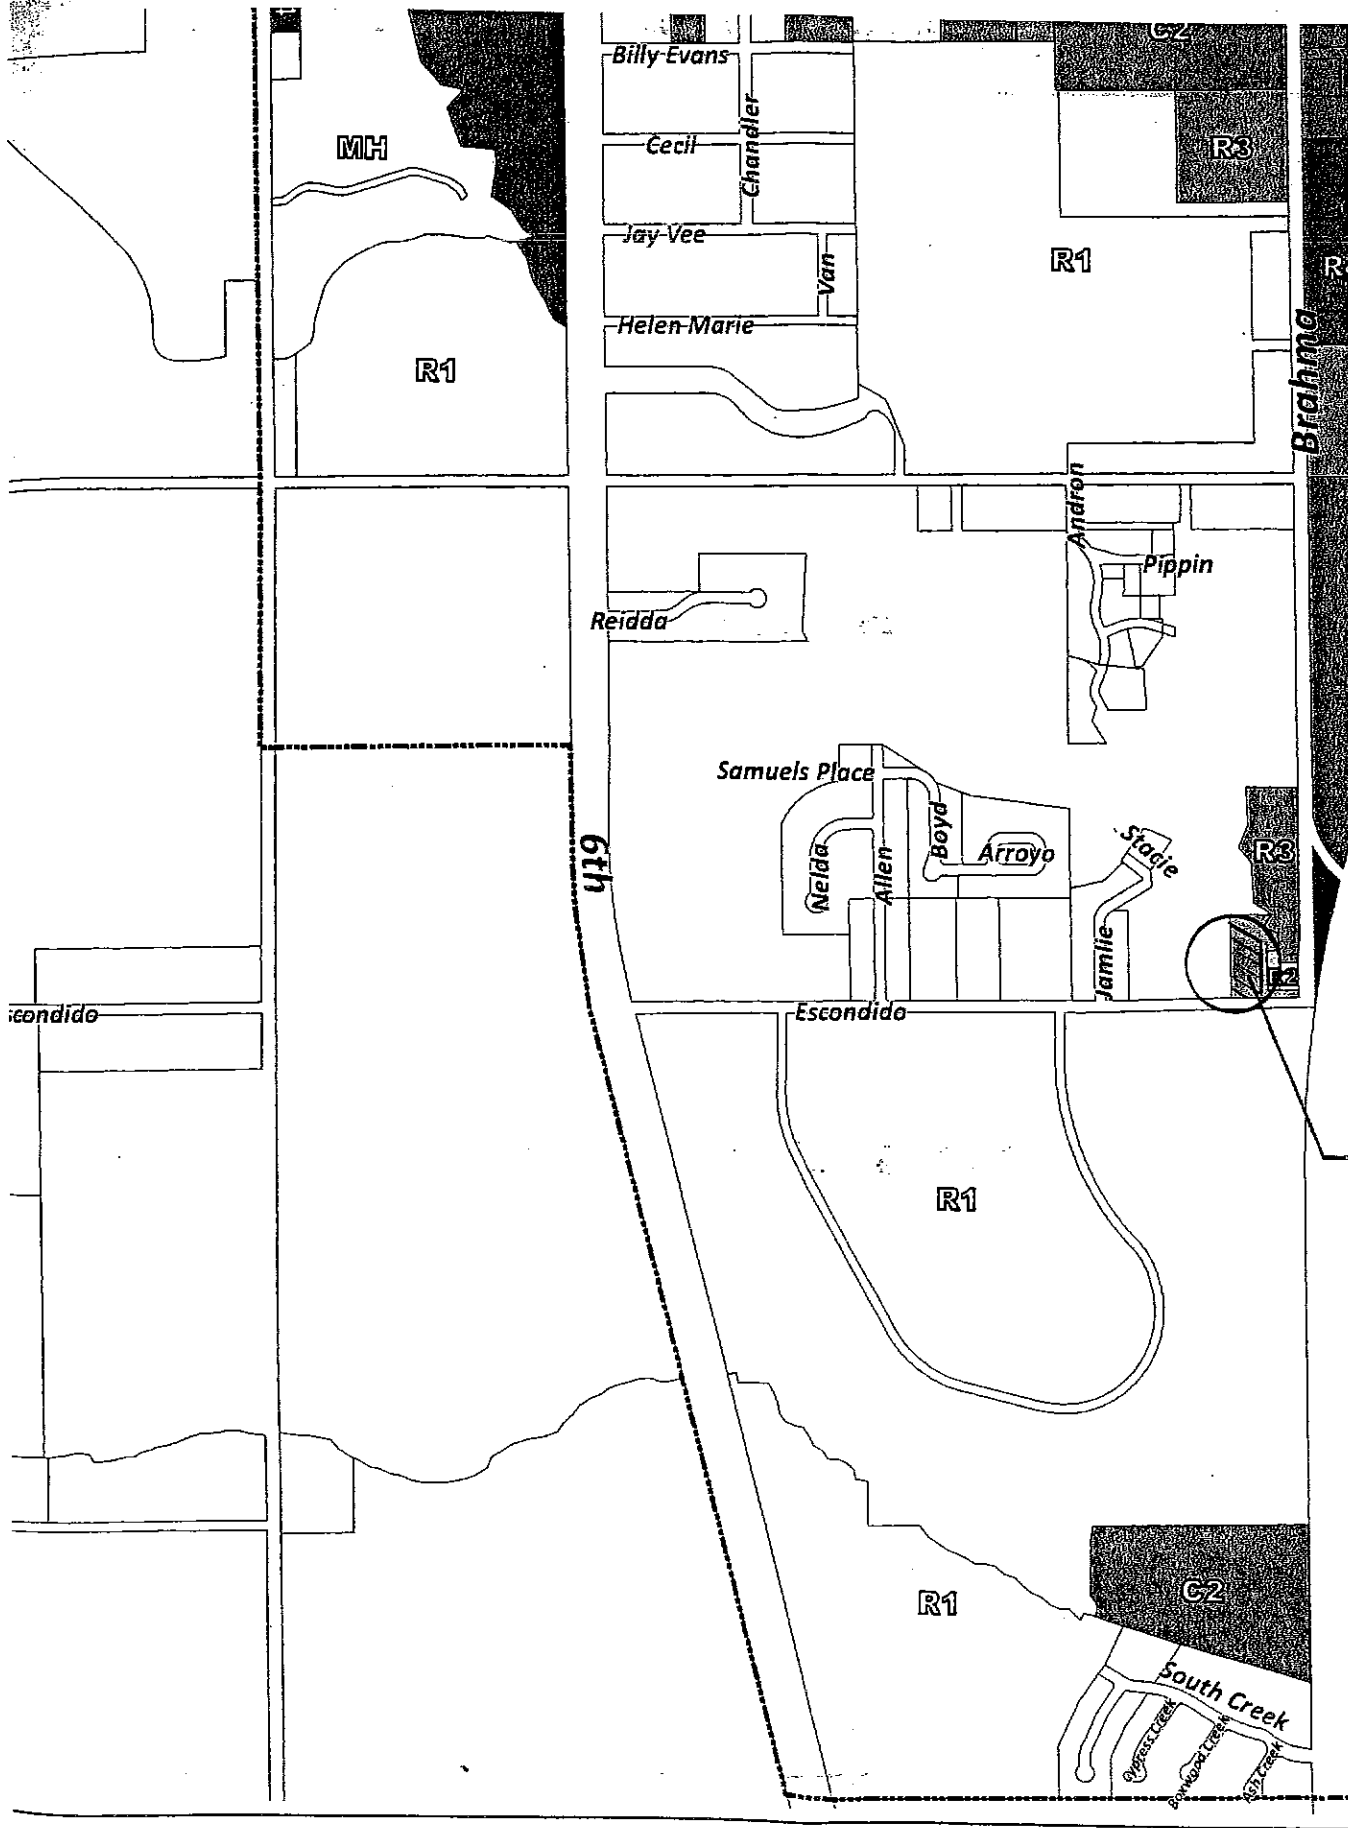 C2
Billy Evans
Chandler
Cecil
MH
R3
Jay Vee
Van
R1
R
Helen Marie
Brahma
R1
Andron
Pippin
Reidda
Samuels Place
6th
Boyd
Stacie
Nelda
Allen
Arroyo
R3
Jamlie
R2
scondido
Escondido
R1
C2
R1
South Creek
Cypress Creek
Boxwood Creek
Ash Creek